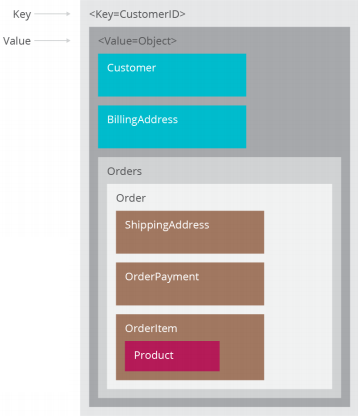 Key
<Key=CustomerID>
Value
<Value=Object>
Customer
BillingAddress
Orders
Order
ShippingAddress
OrderPayment
OrderItem
Product